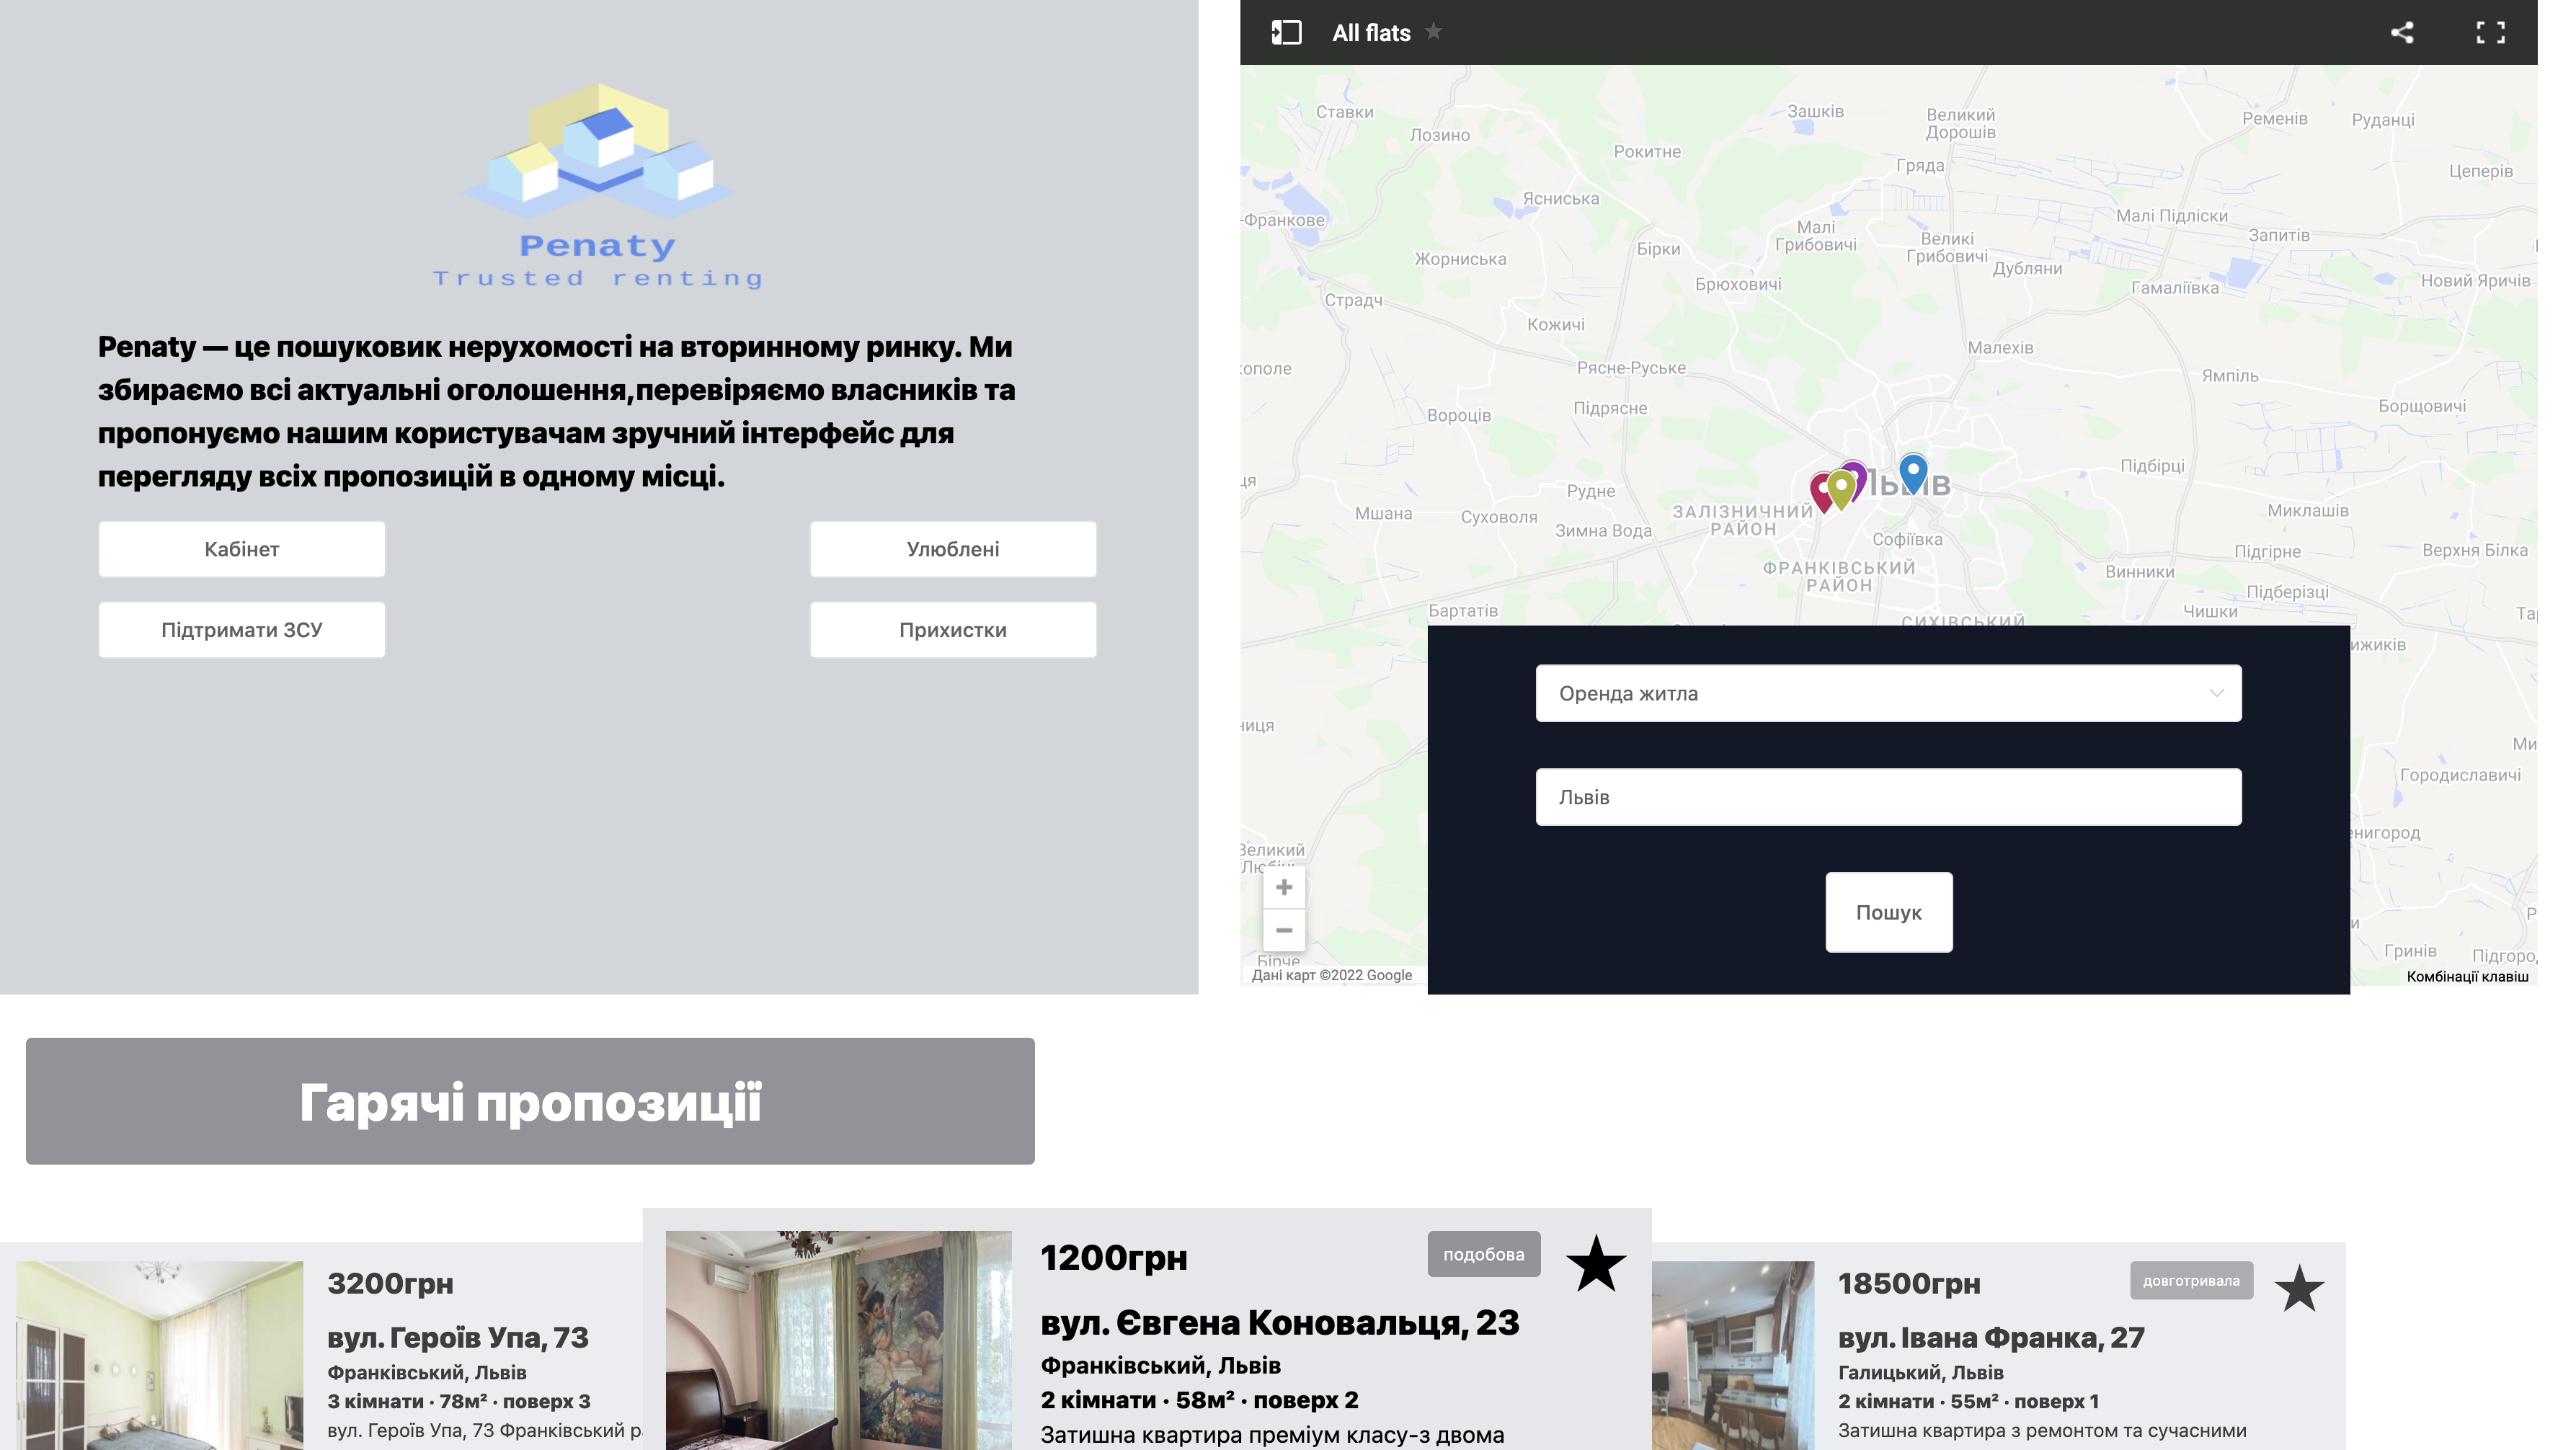 Penaty
Trusted renting
Penaty — це пошуковик нерухомості на вторинному ринку. Ми
збираємо всі актуальні оголошення,перевіряємо власників та
пропонуємо нашим користувачам зручний інтерфейс для
перегляду всіх пропозицій в одному місці.
Кабінет
Улюблені
Підтримати ЗСУ
Прихистки
All flats
Ставки
Лозино
Зашків
Великий
Дорошів
Ременів
Руданці
Рокитне
Гряда
Цеперів
Ясниська
-Франкове
Малі
Грибовичі
Великі
Грибовичі
Малі Підліски
Запитів
Бірки
Жорниська
Дубляни
Гамаліївка
Новий Яричів
Брюховичі
Страдч
Кожичі
Малехів
Рясне-Руське
Ямпіль
Підрясне
Вороців
Борщовичі
Підбірці
Рудне
Мшана
Суховоля
Зимна Вода
ЗАЛІЗНИЧНИЙ
РАЙОН
Миклашів
Софіївка
Підгірне
Верхня Білка
ФРАНКІВСЬКИЙ
РАЙОН
Винники
Підберізці
Бартатів
Чишки
СИХІВСЬКИЙ
Городиславичі
Великий
Бірче
Гринів
Оренда житла
Львів
Пошук
Дані карт ©2022 Google
Комбінації клавіш
Гарячі пропозиції
3200грн
вул. Героїв Упа, 73
Франківський, Львів
3 кімнати · 78м² · поверх 3
вул. Героїв Упа, 73 Франківський
1200грн
подобова
вул. Євгена Коновальця, 23
Франківський, Львів
2 кімнати · 58м² · поверх 2
Затишна квартира преміум класу-з двома
18500грн
довготривала
вул. Івана Франка, 27
Галицький, Львів
2 кімнати · 55м² · поверх 1
Затишна квартира з ремонтом та сучасними